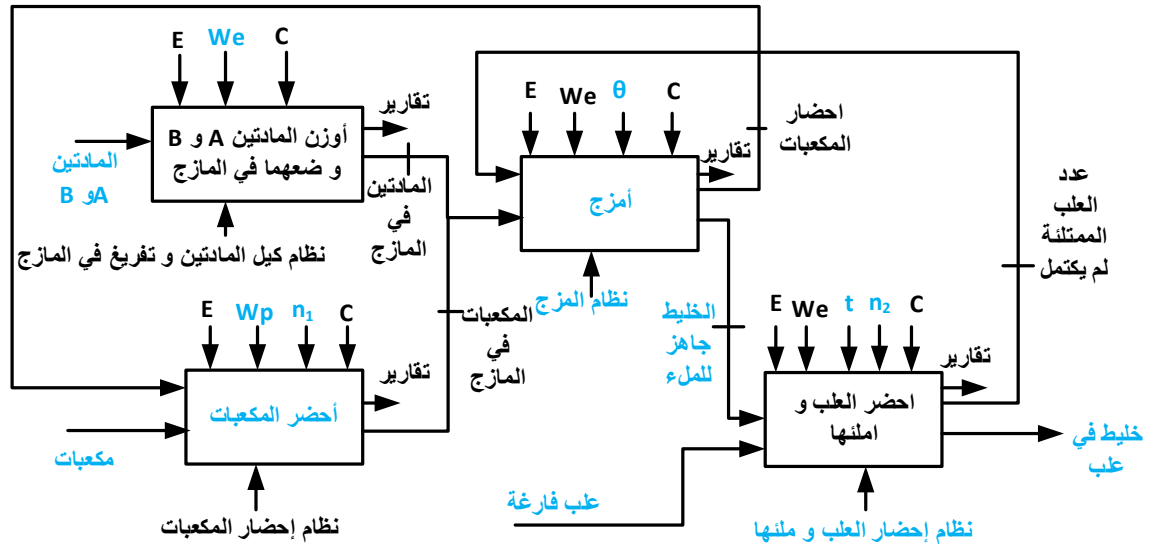 E We C
تقارير
أوزن المادتين A و B
و ضعهما في المازج
المادتين
Aو B
نظام كيل المادتين و تفريغ في المازج
المادتين
في
المازج
E We θ C
تقارير
أمزج
نظام المزج
احضار
المكعبات
عدد
العلب
الممتلئة
لم يكتمل
E Wp n₁ C
تقارير
أحضر المكعبات
مكعبات
نظام إحضار المكعبات
المكعبات
في
المازج
الخليط
جاهز
للملء
E We t n₂ C
تقارير
احضر العلب و
املئها
علب فارغة
نظام إحضار العلب و ملئها
خليط في
علب